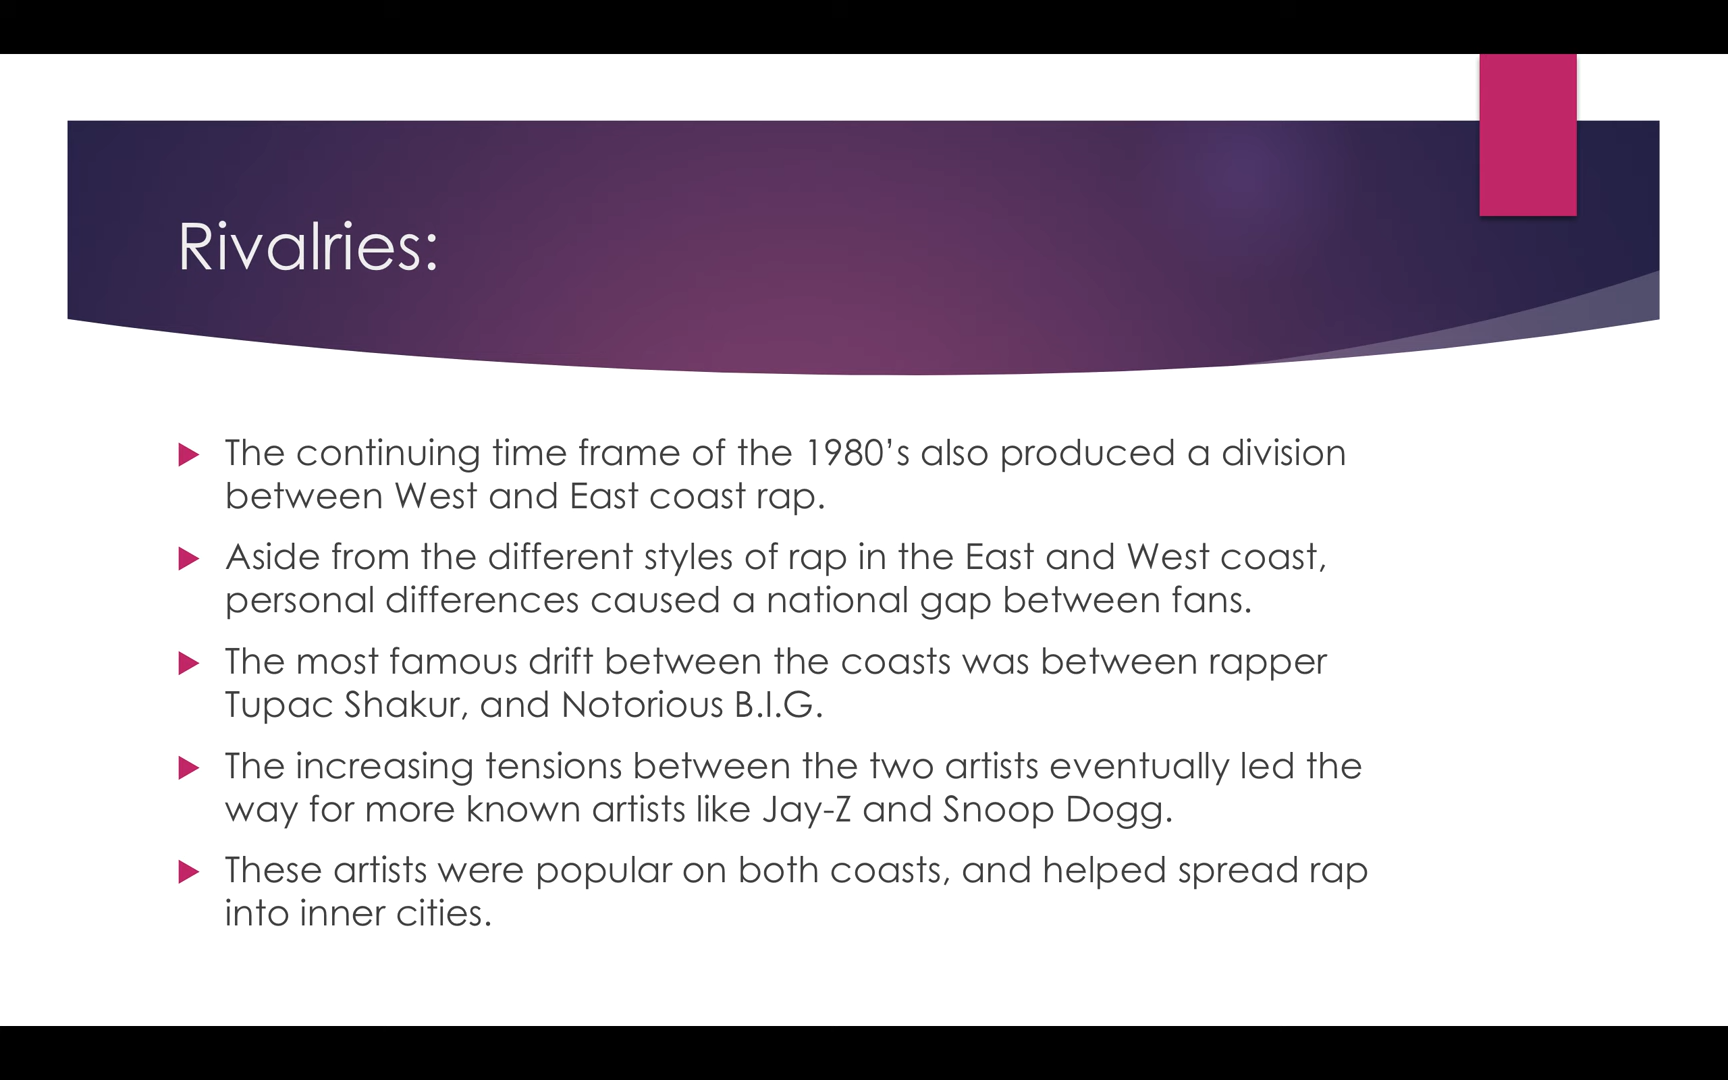 Rivalries:
The continuing time frame of the 1980’s also produced a division
between West and East coast rap.
Aside from the different styles of rap in the East and West coast,
personal differences caused a national gap between fans.
The most famous drift between the coasts was between rapper
Tupac Shakur, and Notorious B.I.G.
The increasing tensions between the two artists eventually led the
way for more known artists like Jay-Z and Snoop Dogg.
These artists were popular on both coasts, and helped spread rap
into inner cities.